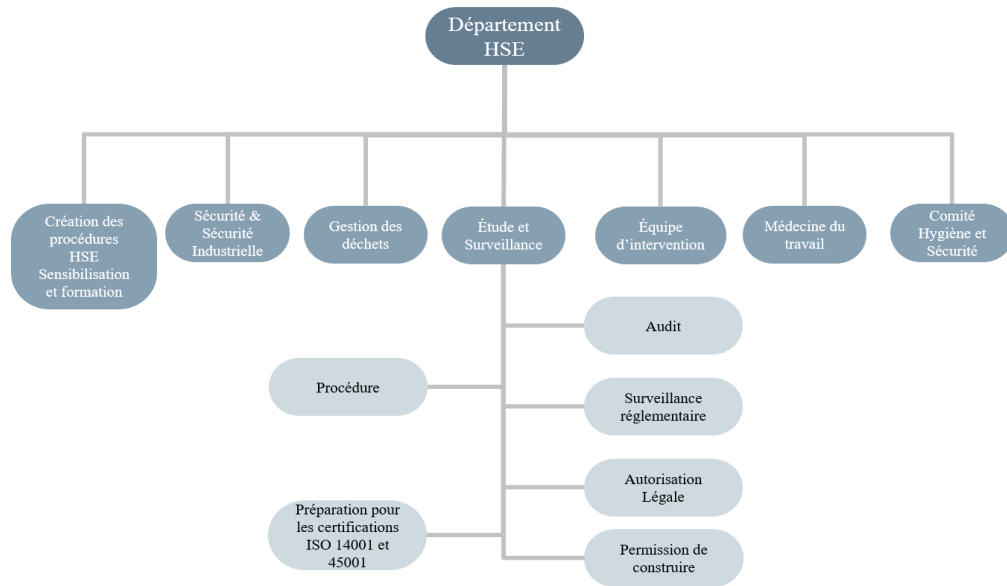 Département
HSE
Création des
procédures
HSE
Sensibilisation
et formation
Sécurité &
Sécurité
Industrielle
Gestion des
déchets
Étude et
Surveillance
Équipe
d’intervention
Médecine du
travail
Comité
Hygiène et
Sécurité
Audit
Procédure
Surveillance
réglementaire
Autorisation
Légale
Préparation pour
les certifications
ISO 14001 et
45001
Permission de
construire